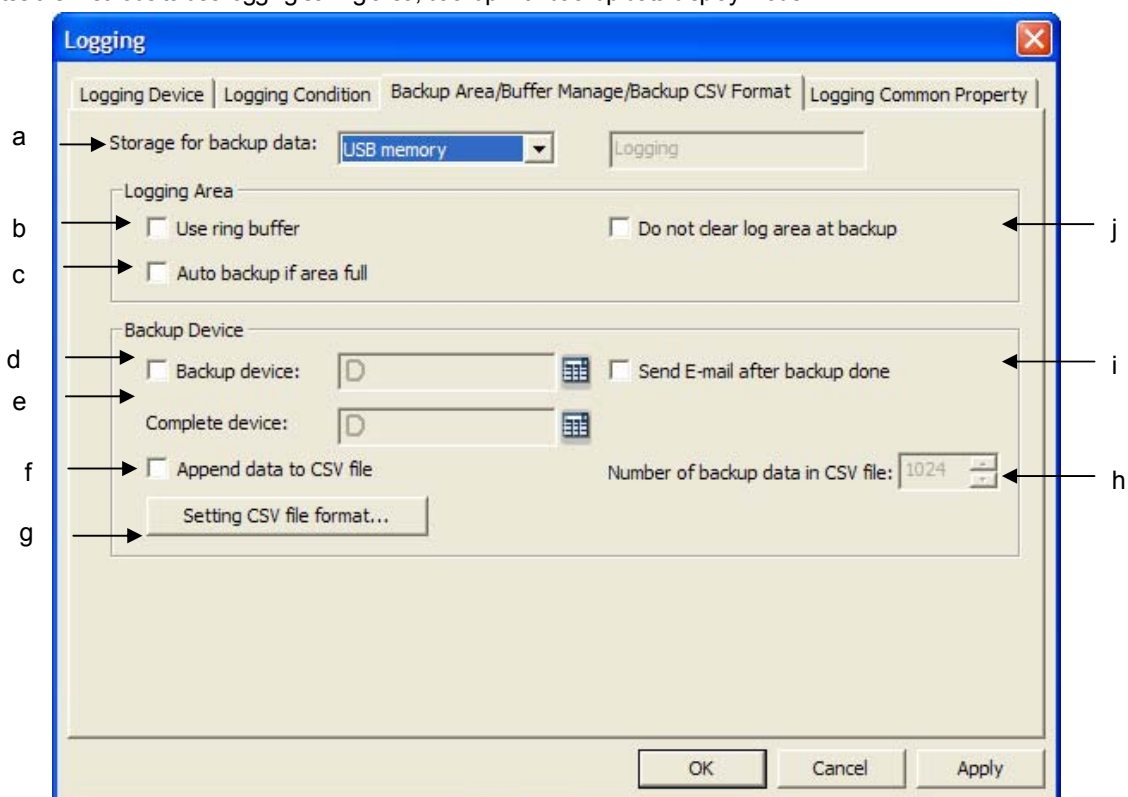 Logging
Logging Device Logging Condition Backup Area/Buffer Manage/Backup CSV Format Logging Common Property
a Storage for backup data: USB memory Logging
Logging Area
b Use ring buffer Do not clear log area at backup j
c Auto backup if area full
Backup Device
d Backup device: D Send E-mail after backup done i
e
Complete device: D
f Append data to CSV file Number of backup data in CSV file: 1024 h
g Setting CSV file format...
OK Cancel Apply